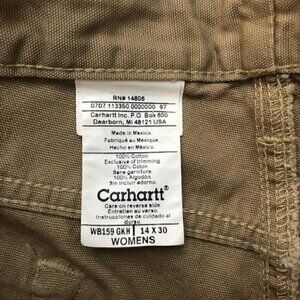 RN# 14806
0707 113350 0000000 97
Carhartt Inc. P.O. Box 600
Dearborn, MI 48121 USA
Made in Mexico.
Fabriqué au Mexique.
Hecho en México.
100% Cotton
Exclusive of trimming.
100% Coton.
Sans garniture.
100% Algodon.
Sin incluir adorno
Carhartt®
Care on reverse side
Entretien au verso.
Instrucciones de cuidado al
dorso.
WB159 GKH 14 X 30
WOMENS